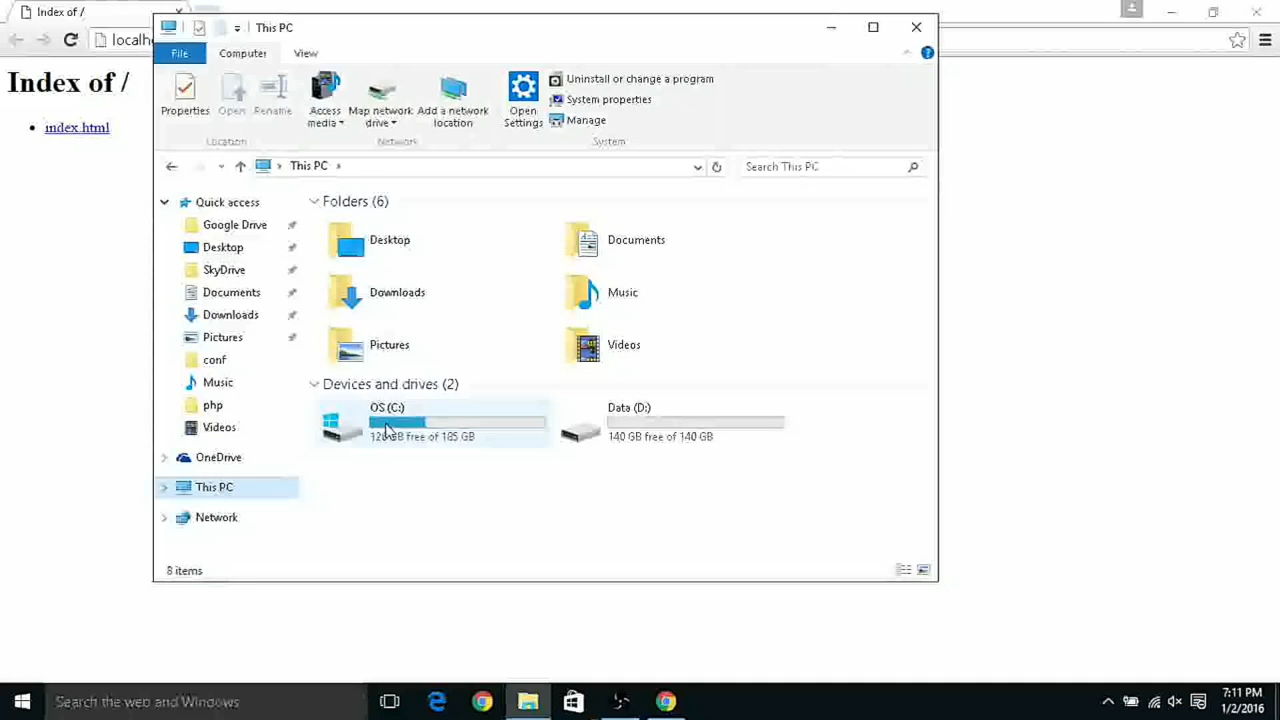 Index of /
localh
Index of /
index.html
This PC
File
Computer
View
Properties
Open
Rename
Access media
Map network drive
Add a network location
Open Settings
Uninstall or change a program
System properties
Manage
Location
Network
System
This PC
Search This PC
Quick access
Google Drive
Desktop
SkyDrive
Documents
Downloads
Pictures
conf
Music
php
Videos
OneDrive
This PC
Network
Folders (6)
Desktop
Documents
Downloads
Music
Pictures
Videos
Devices and drives (2)
OS (C:)
GB free of 185 GB
Data (D:)
140 GB free of 140 GB
8 items
Search the web and Windows
7:11 PM
1/2/2016